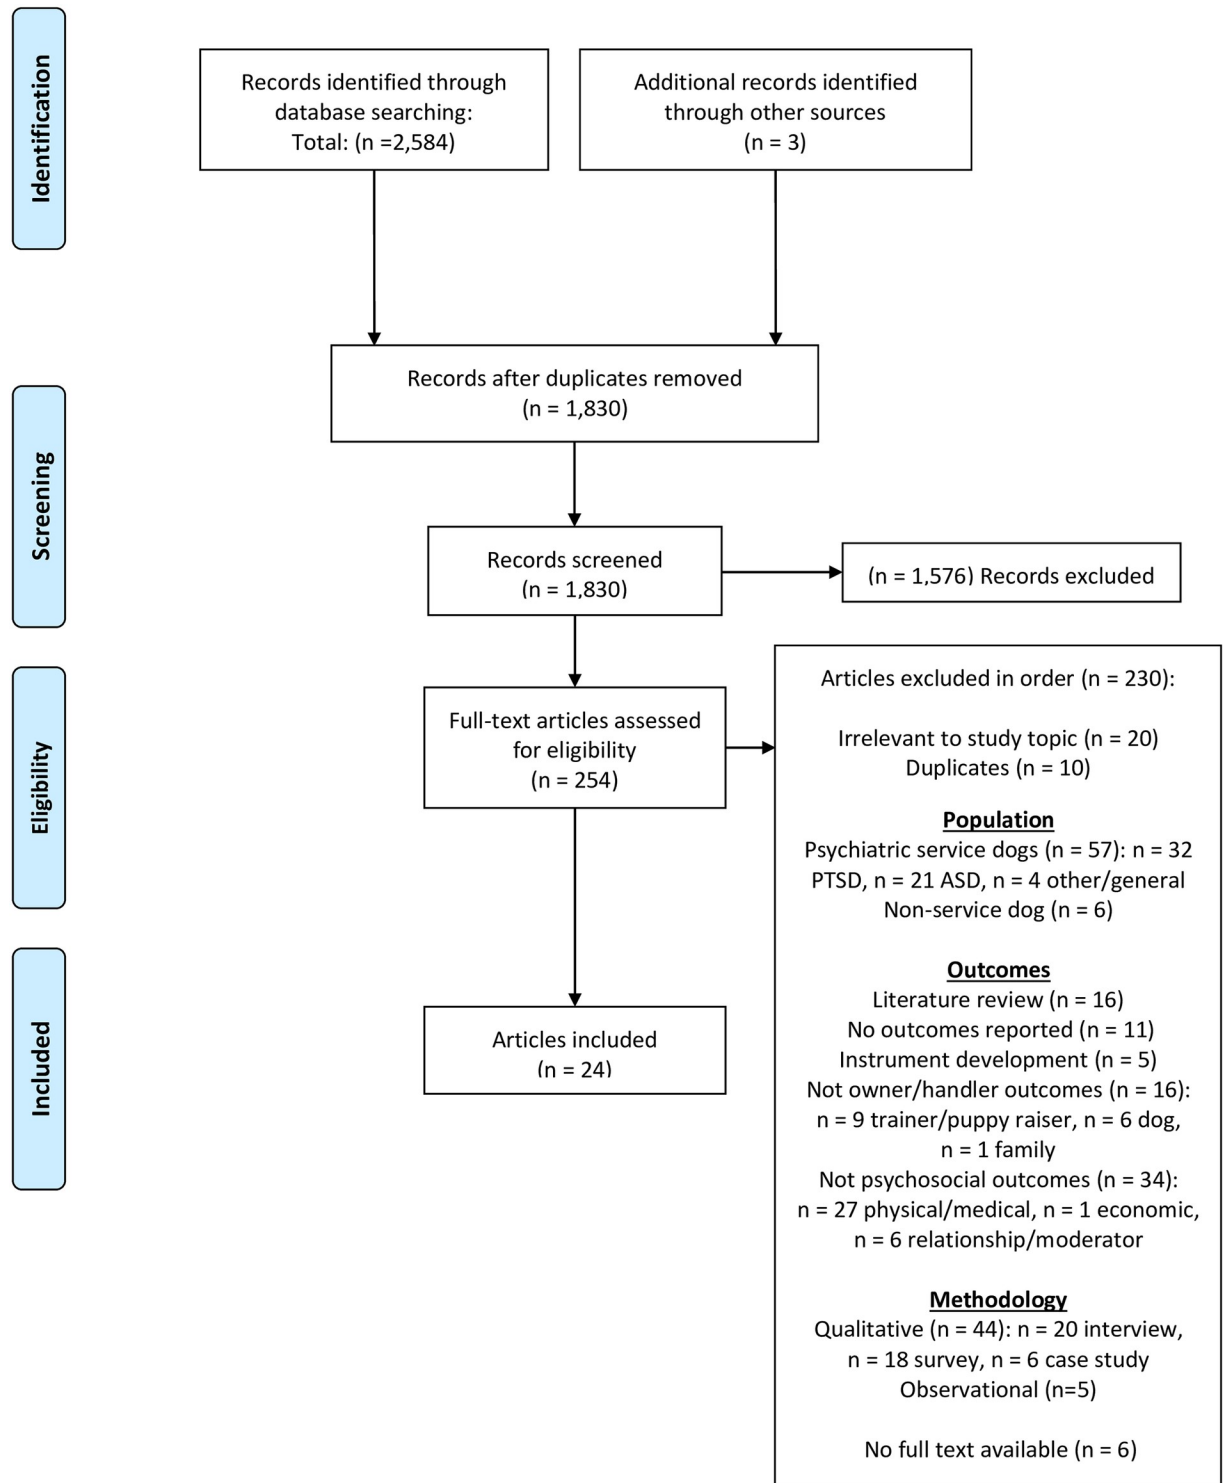 Identification
Records identified through
database searching:
Total: (n =2,584)
Additional records identified
through other sources
(n = 3)
Records after duplicates removed
(n = 1,830)
Screening
Records screened
(n = 1,830)
(n = 1,576) Records excluded
Eligibility
Full-text articles assessed
for eligibility
(n = 254)
Articles excluded in order (n = 230):
Irrelevant to study topic (n = 20)
Duplicates (n = 10)
Population
Psychiatric service dogs (n = 57): n = 32
PTSD, n = 21 ASD, n = 4 other/general
Non-service dog (n = 6)
Outcomes
Literature review (n = 16)
No outcomes reported (n = 11)
Instrument development (n = 5)
Not owner/handler outcomes (n = 16):
n = 9 trainer/puppy raiser, n = 6 dog,
n = 1 family
Not psychosocial outcomes (n = 34):
n = 27 physical/medical, n = 1 economic,
n = 6 relationship/moderator
Methodology
Qualitative (n = 44): n = 20 interview,
n = 18 survey, n = 6 case study
Observational (n=5)
No full text available (n = 6)
Included
Articles included
(n = 24)